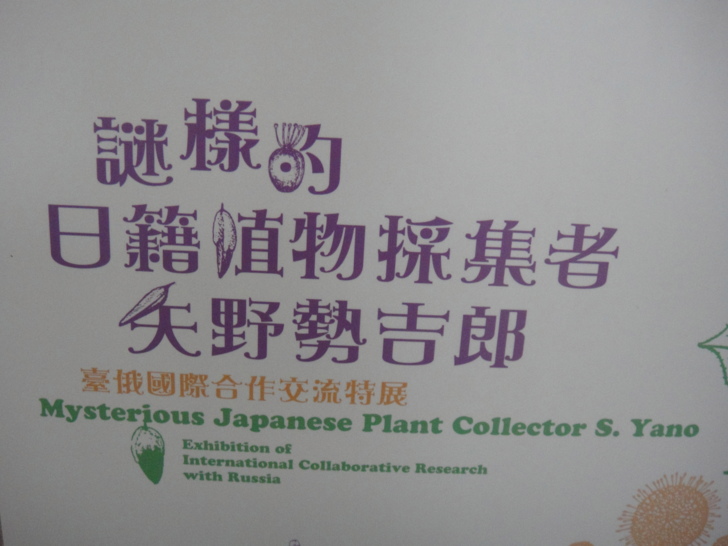 謎樣的
日籍植物採集者
矢野勢吉郎
臺俄國際合作交流特展
Mysterious Japanese Plant Collector S. Yano
Exhibition of
International Collaborative Research
with Russia